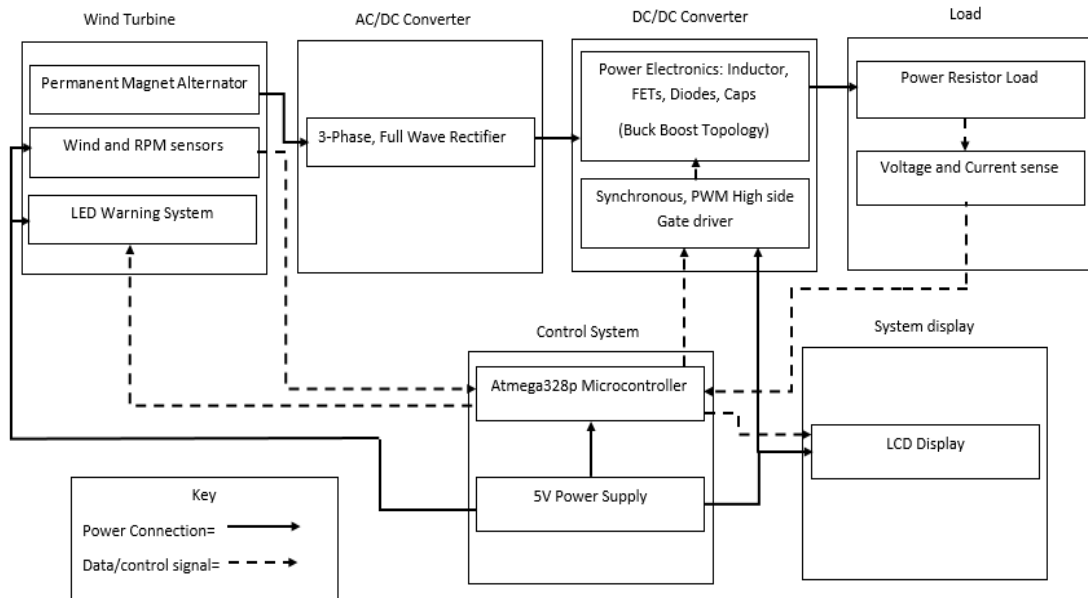 Wind Turbine
AC/DC Converter
DC/DC Converter
Load
Permanent Magnet Alternator
Wind and RPM sensors
LED Warning System
3-Phase, Full Wave Rectifier
Power Electronics: Inductor,
FETs, Diodes, Caps
(Buck Boost Topology)
Synchronous, PWM High side
Gate driver
Power Resistor Load
Voltage and Current sense
Control System
Atmega328p Microcontroller
5V Power Supply
System display
LCD Display
Key
Power Connection=
Data/control signal=